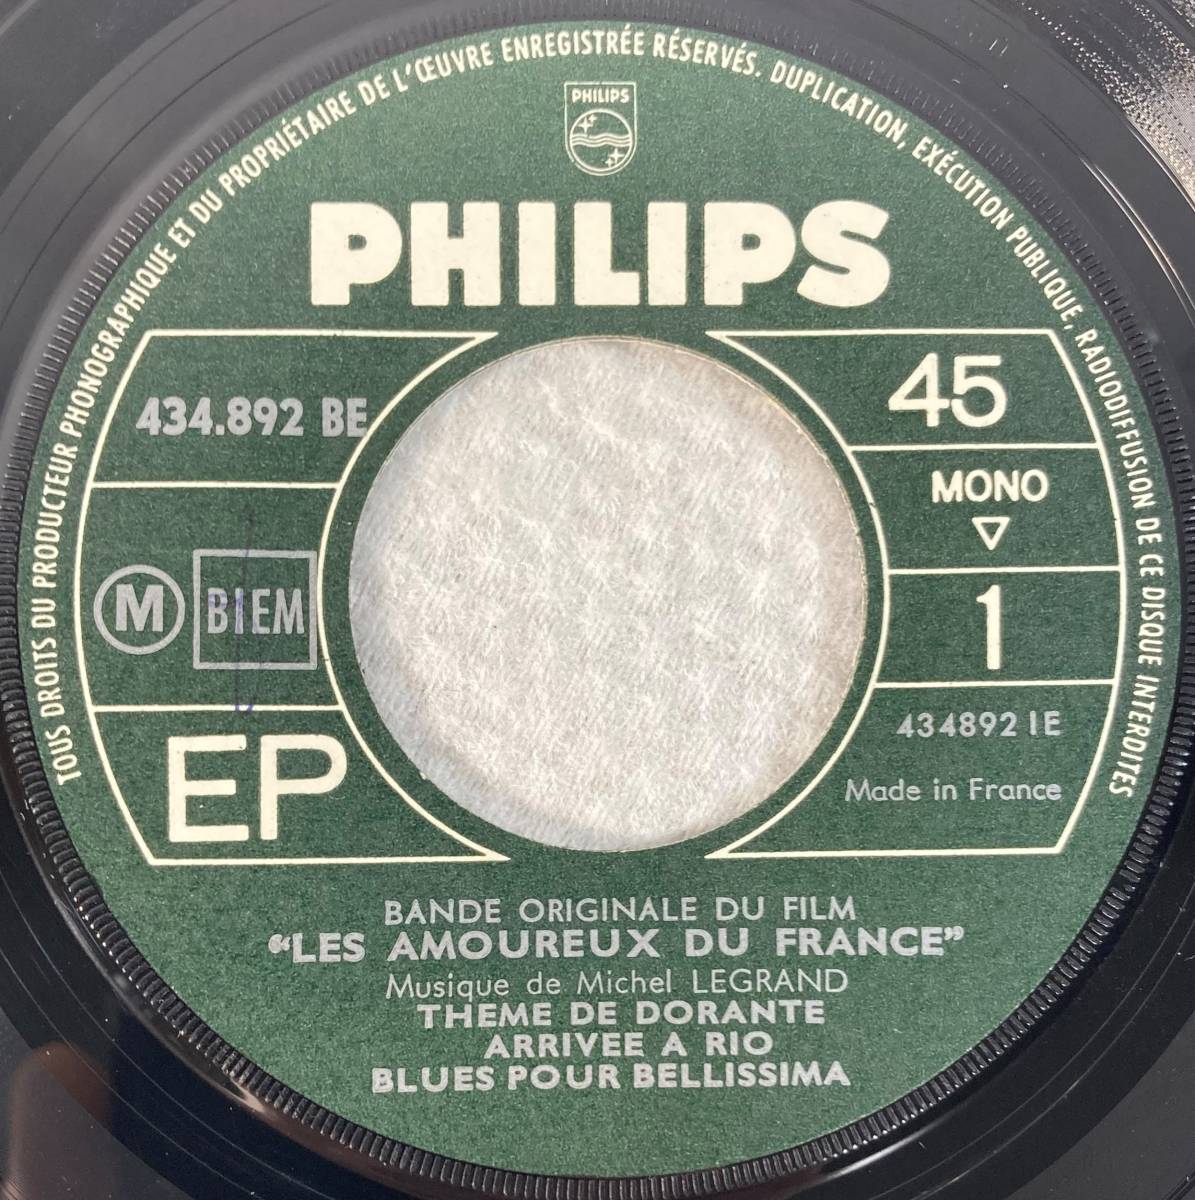 TOUS DROITS DU PRODUCTEUR PHONOGRAPHIQUE ET DU PROPRIÉTAIRE DE L'ŒUVRE ENREGISTRÉE RÉSERVÉS. DUPLICATION, EXÉCUTION PUBLIQUE, RADIODIFFUSION DE CE DISQUE INTERDITES
PHILIPS
PHILIPS
434.892 BE
45
MONO
M BIEM
1
EP
434892 1E
Made in France
BANDE ORIGINALE DU FILM
“LES AMOUREUX DU FRANCE”
Musique de Michel LEGRAND
THEME DE DORANTE
ARRIVEE A RIO
BLUES POUR BELLISSIMA